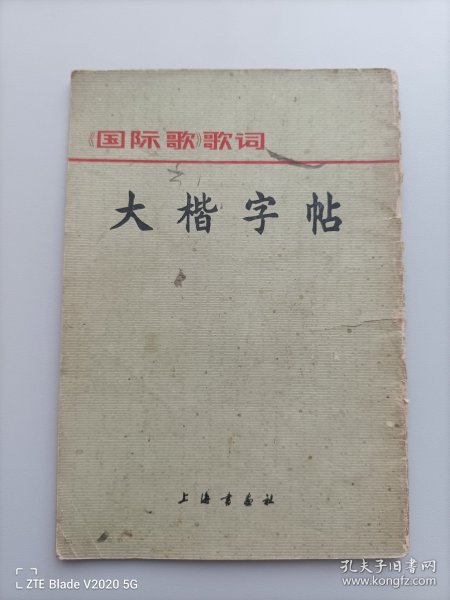 《国际歌》歌词
大楷字帖
上海书画社
ZTE Blade V2020 5G
孔夫子旧书网
www.kongfz.com